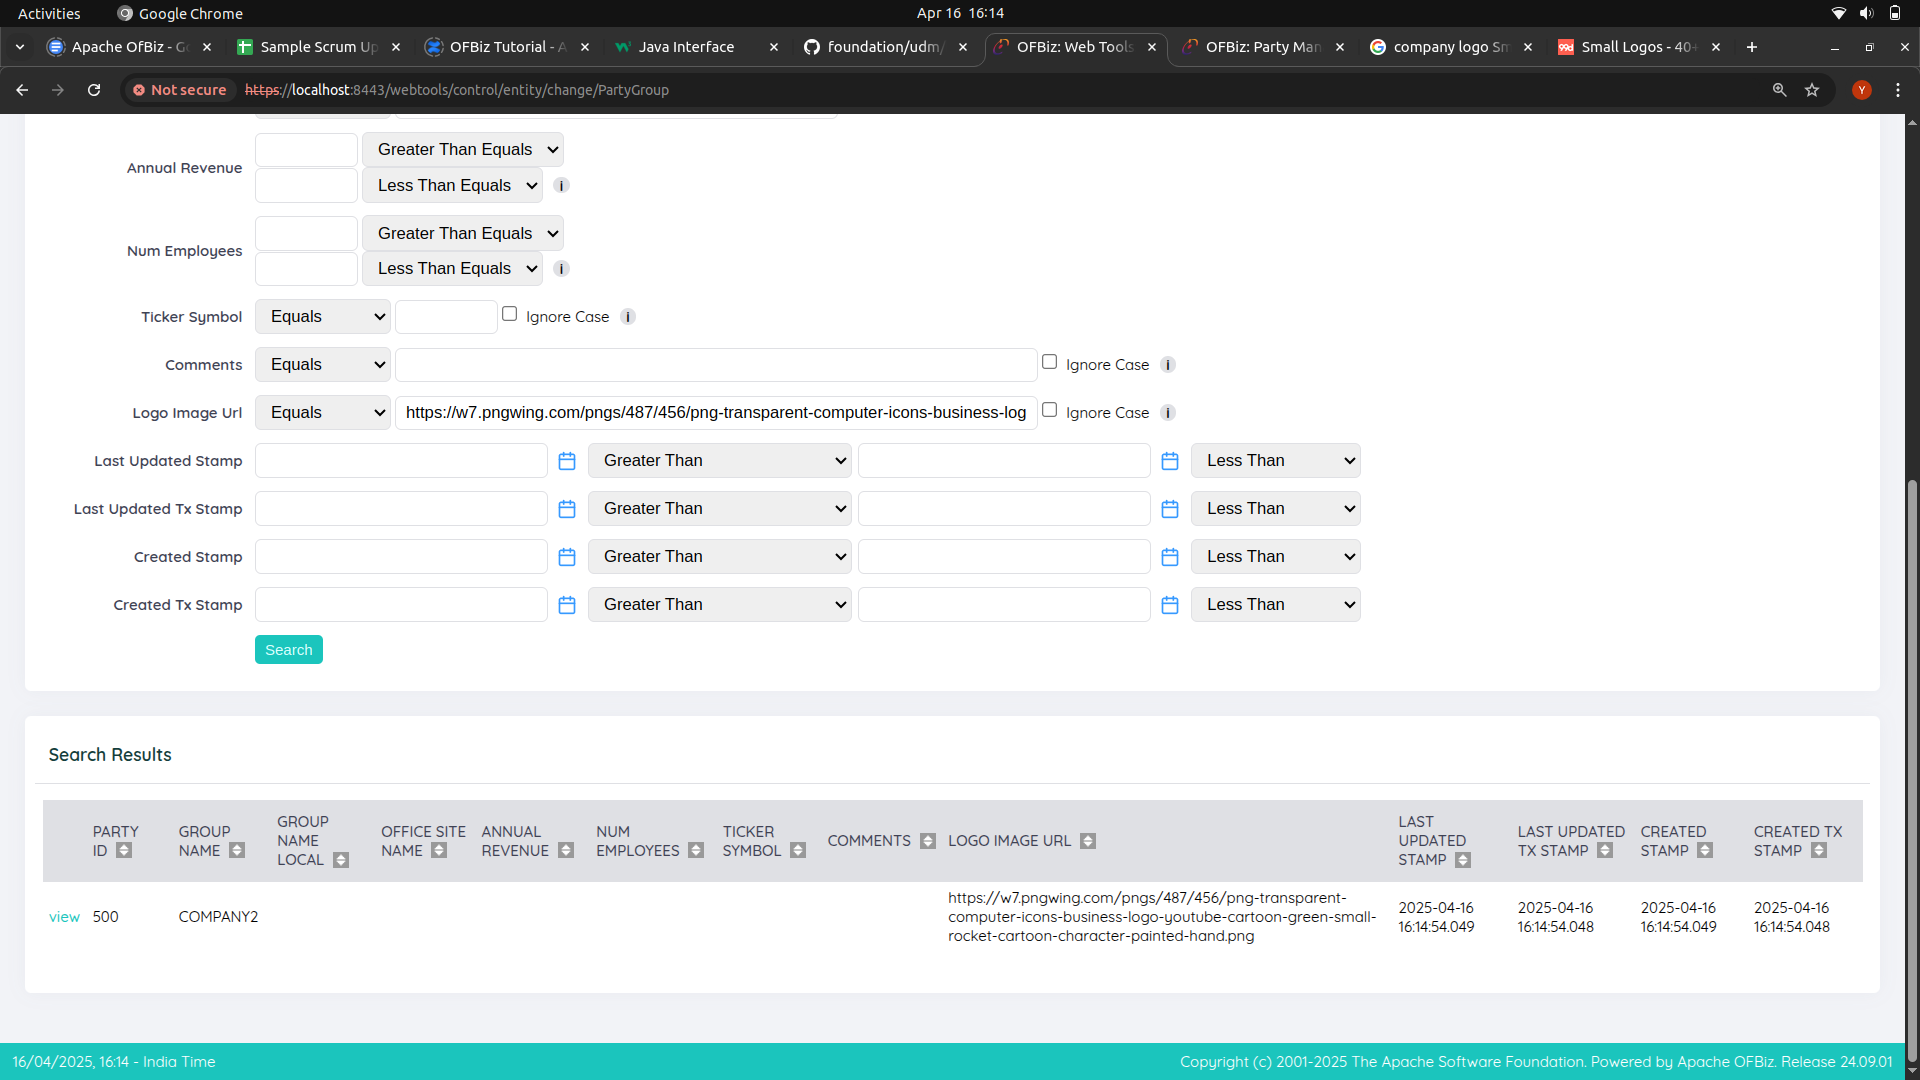 Activities Google Chrome Apr 16 16:14
Apache OFBiz - Go Sample Scrum Up OFBiz Tutorial - A Java Interface foundation/udm/ OFBiz: Web Tools OFBiz: Party Man company logo Sm Small Logos - 40+
Not secure https://localhost:8443/webtools/control/entity/change/PartyGroup Y
Annual Revenue Greater Than Equals
Less Than Equals i
Num Employees Greater Than Equals
Less Than Equals i
Ticker Symbol Equals Ignore Case i
Comments Equals Ignore Case i
Logo Image Url Equals https://w7.pngwing.com/pngs/487/456/png-transparent-computer-icons-business-log Ignore Case i
Last Updated Stamp Greater Than Less Than
Last Updated Tx Stamp Greater Than Less Than
Created Stamp Greater Than Less Than
Created Tx Stamp Greater Than Less Than
Search
Search Results
PARTY ID GROUP NAME GROUP NAME LOCAL OFFICE SITE NAME ANNUAL REVENUE NUM EMPLOYEES TICKER SYMBOL COMMENTS LOGO IMAGE URL LAST UPDATED STAMP LAST UPDATED TX STAMP CREATED STAMP CREATED TX STAMP
view 500 COMPANY2 https://w7.pngwing.com/pngs/487/456/png-transparent-
computer-icons-business-logo-youtube-cartoon-green-small-
rocket-cartoon-character-painted-hand.png
2025-04-16 2025-04-16 2025-04-16 2025-04-16
16:14:54.049 16:14:54.048 16:14:54.049 16:14:54.048
16/04/2025, 16:14 - India Time Copyright (c) 2001-2025 The Apache Software Foundation. Powered by Apache OFBiz. Release 24.09.01